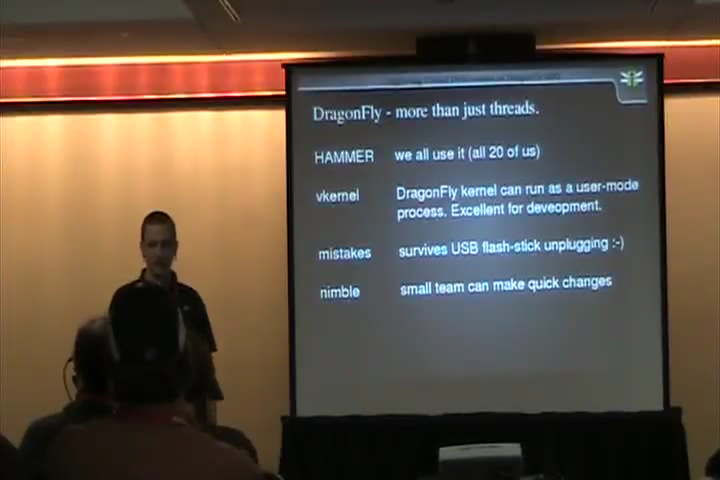 DragonFly - more than just threads.
HAMMER we all use it (all 20 of us)
vkernel DragonFly kernel can run as a user-mode
process. Excellent for deveopment.
mistakes survives USB flash-stick unplugging :-)
nimble small team can make quick changes